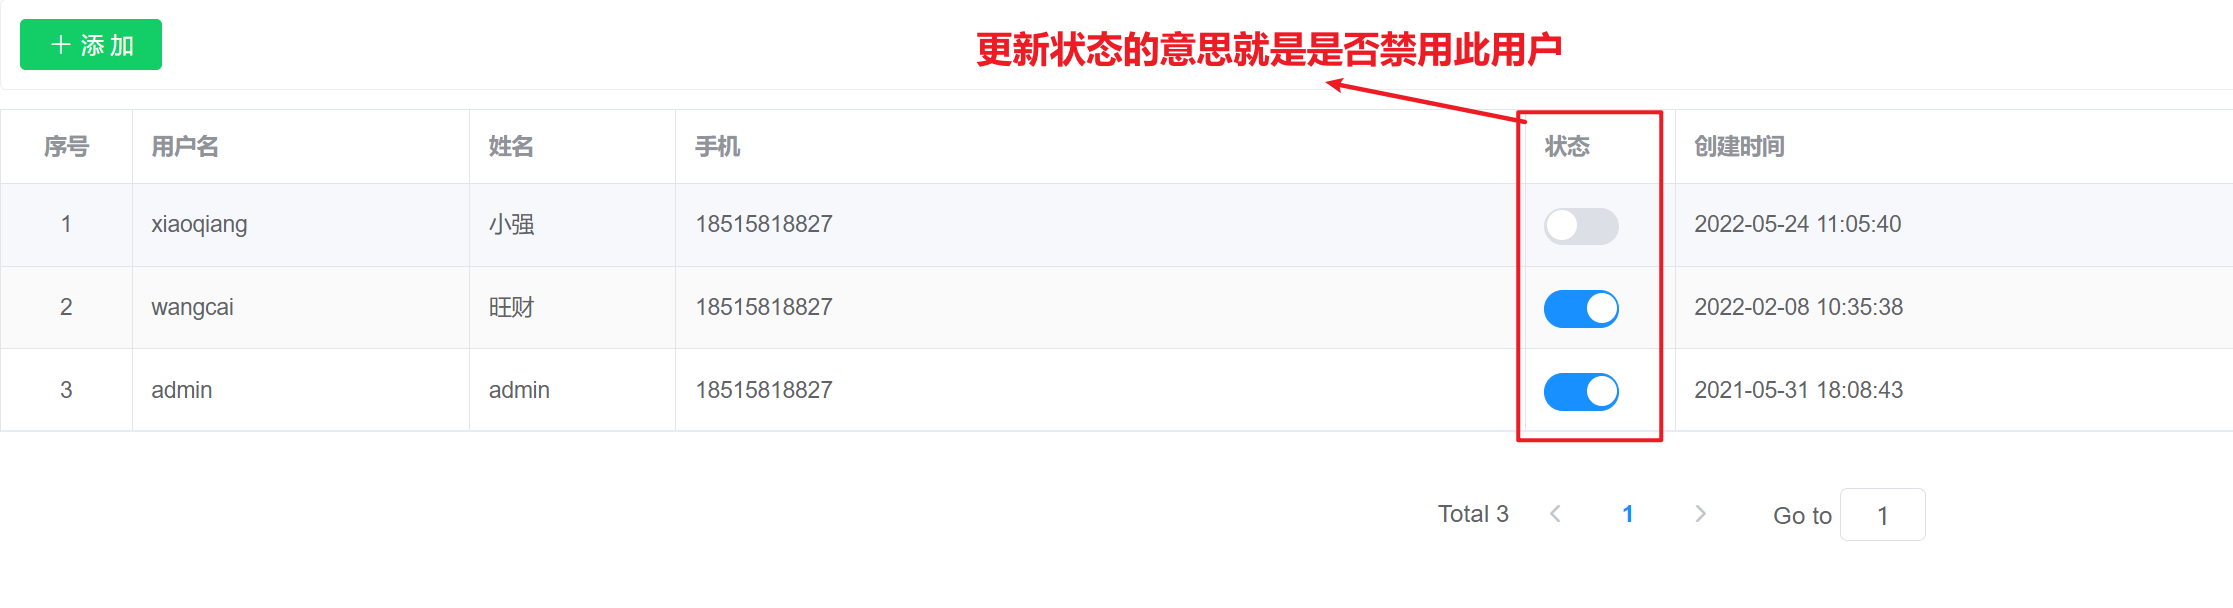 + 添 加
更新状态的意思就是是否禁用此用户
序号 用户名 姓名 手机 状态 创建时间
1 xiaoqiang 小强 18515818827 2022-05-24 11:05:40
2 wangcai 旺财 18515818827 2022-02-08 10:35:38
3 admin admin 18515818827 2021-05-31 18:08:43
Total 3 < 1 > Go to 1